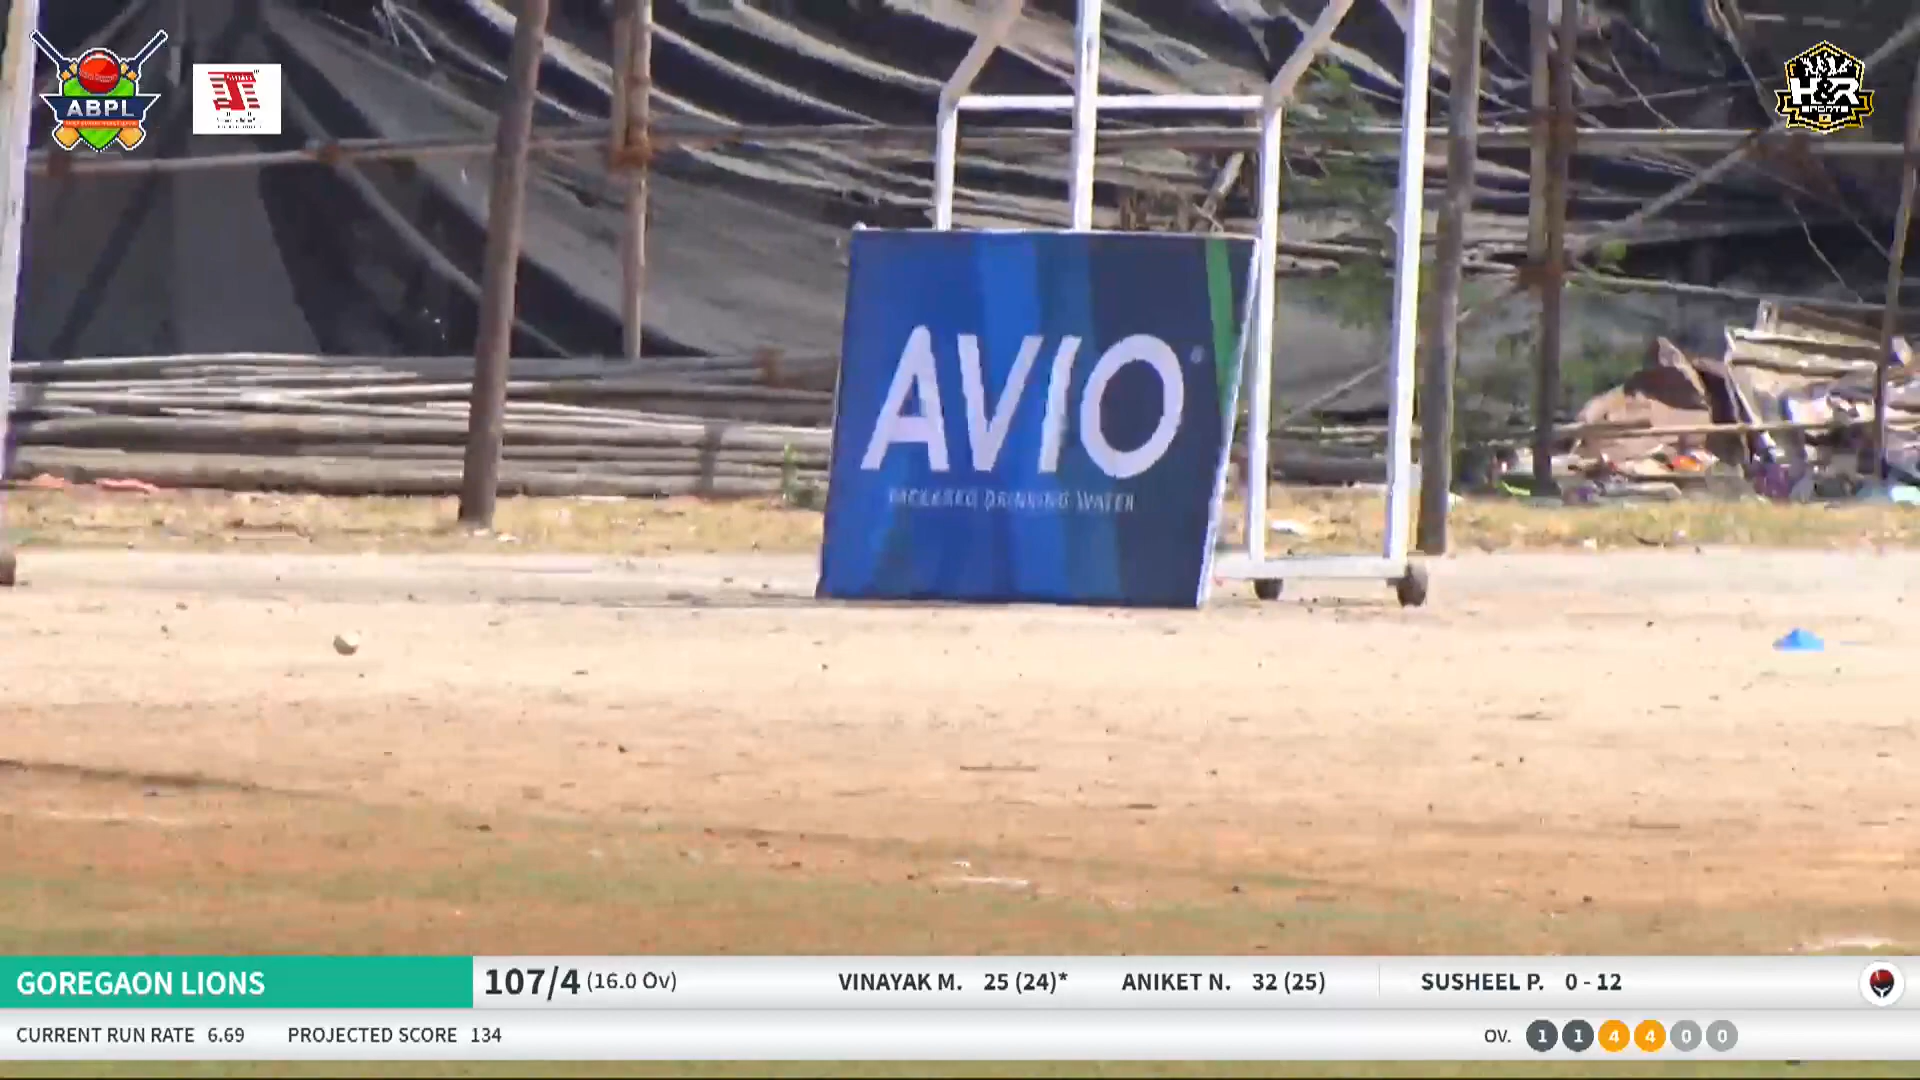 ABPL
H&R
SPORTS
AVIO
PACKAGED DRINKING WATER
GOREGAON LIONS
107/4 (16.0 Ov)
VINAYAK M. 25 (24)*
ANIKET N. 32 (25)
SUSHEEL P. 0 - 12
CURRENT RUN RATE 6.69
PROJECTED SCORE 134
OV. 1 1 4 4 0 0